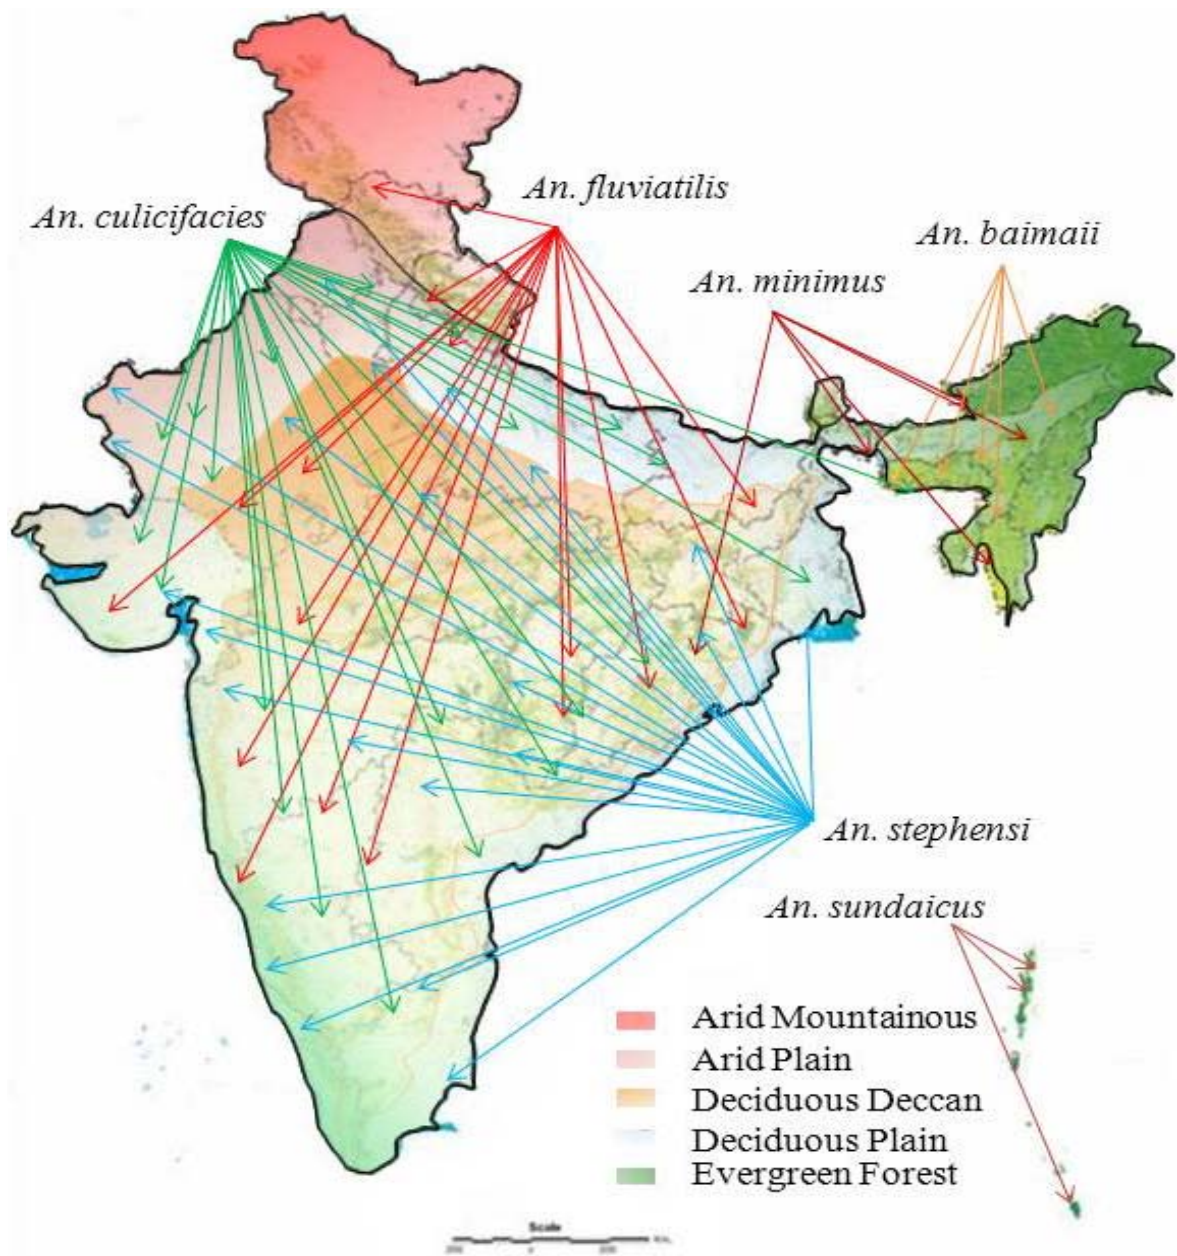 An. fluviatilis
An. culicifacies
An. baimaii
An. minimus
An. stephensi
An. sundaicus
Arid Mountainous
Arid Plain
Deciduous Deccan
Deciduous Plain
Evergreen Forest
Scale